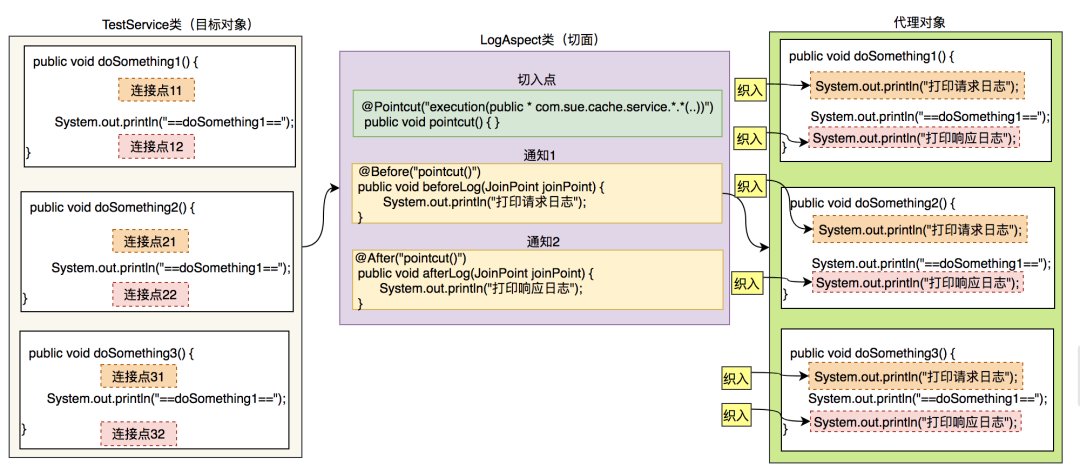 TestService类（目标对象）
public void doSomething1() {
连接点11
System.out.println("==doSomething1==");
连接点12
}
public void doSomething2() {
连接点21
System.out.println("==doSomething1==");
连接点22
}
public void doSomething3() {
连接点31
System.out.println("==doSomething1==");
}
连接点32
LogAspect类（切面）
切入点
@Pointcut("execution(public * com.sue.cache.service.*.*(..))")
public void pointcut() { }
通知1
@Before("pointcut()")
public void beforeLog(JoinPoint joinPoint) {
System.out.println("打印请求日志");
}
通知2
@After("pointcut()")
public void afterLog(JoinPoint joinPoint) {
System.out.println("打印响应日志");
}
代理对象
public void doSomething1() {
织入
System.out.println("打印请求日志");
System.out.println("==doSomething1==");
织入
System.out.println("打印响应日志");
}
织入
public void doSomething2() {
System.out.println("打印请求日志");
System.out.println("==doSomething1==");
织入
System.out.println("打印响应日志");
}
public void doSomething3() {
织入
System.out.println("打印请求日志");
System.out.println("==doSomething1==");
织入
System.out.println("打印响应日志");
}